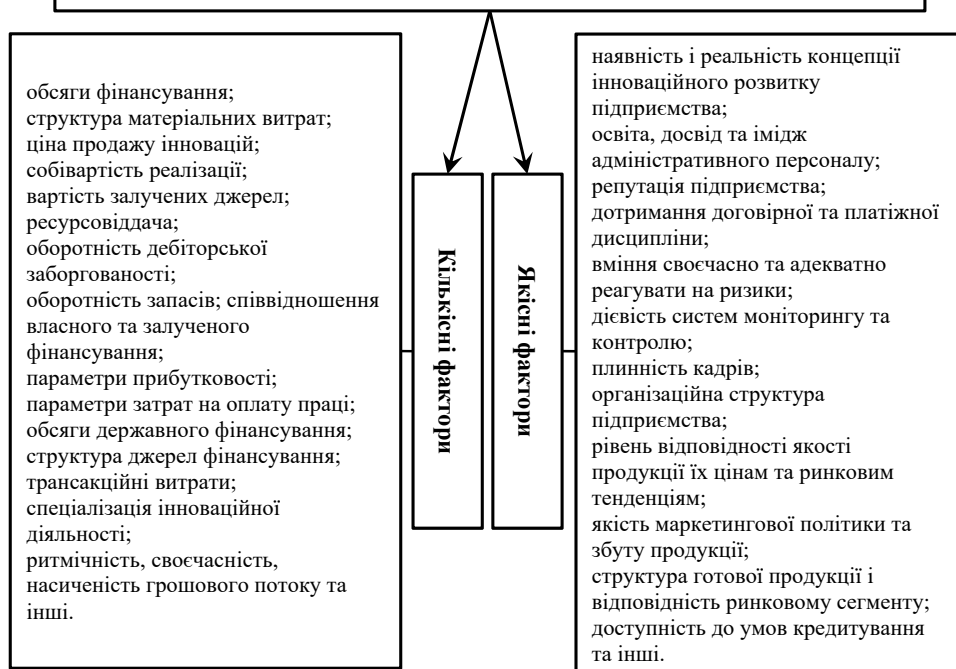 обсяги фінансування;
структура матеріальних витрат;
ціна продажу інновацій;
собівартість реалізації;
вартість залучених джерел;
ресурсовіддача;
оборотність дебіторської
заборгованості;
оборотність запасів; співвідношення
власного та залученого
фінансування;
параметри прибутковості;
параметри затрат на оплату праці;
обсяги державного фінансування;
структура джерел фінансування;
трансакційні витрати;
спеціалізація інноваційної
діяльності;
ритмічність, своєчасність,
насиченість грошового потоку та
інші.
Кількісні фактори
Якісні фактори
наявність і реальність концепції
інноваційного розвитку
підприємства;
освіта, досвід та імідж
адміністративного персоналу;
репутація підприємства;
дотримання договірної та платіжної
дисципліни;
вміння своєчасно та адекватно
реагувати на ризики;
дієвість систем моніторингу та
контролю;
плинність кадрів;
організаційна структура
підприємства;
рівень відповідності якості
продукції їх цінам та ринковим
тенденціям;
якість маркетингової політики та
збуту продукції;
структура готової продукції і
відповідність ринковому сегменту;
доступність до умов кредитування
та інші.